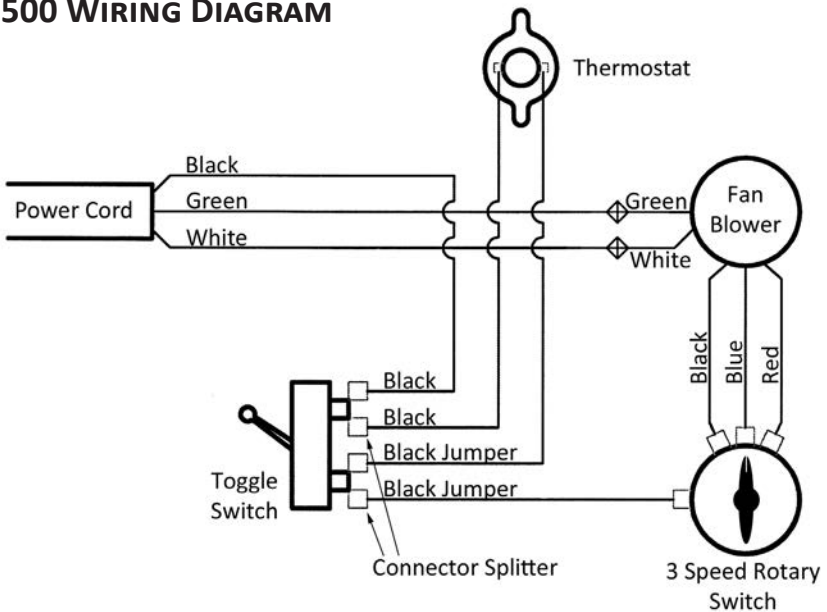 500 WIRING DIAGRAM
Thermostat
Black
Power Cord
Green
White
Green
White
Fan
Blower
Black
Blue
Red
Black
Black
Black Jumper
Black Jumper
Toggle
Switch
Connector Splitter
3 Speed Rotary
Switch